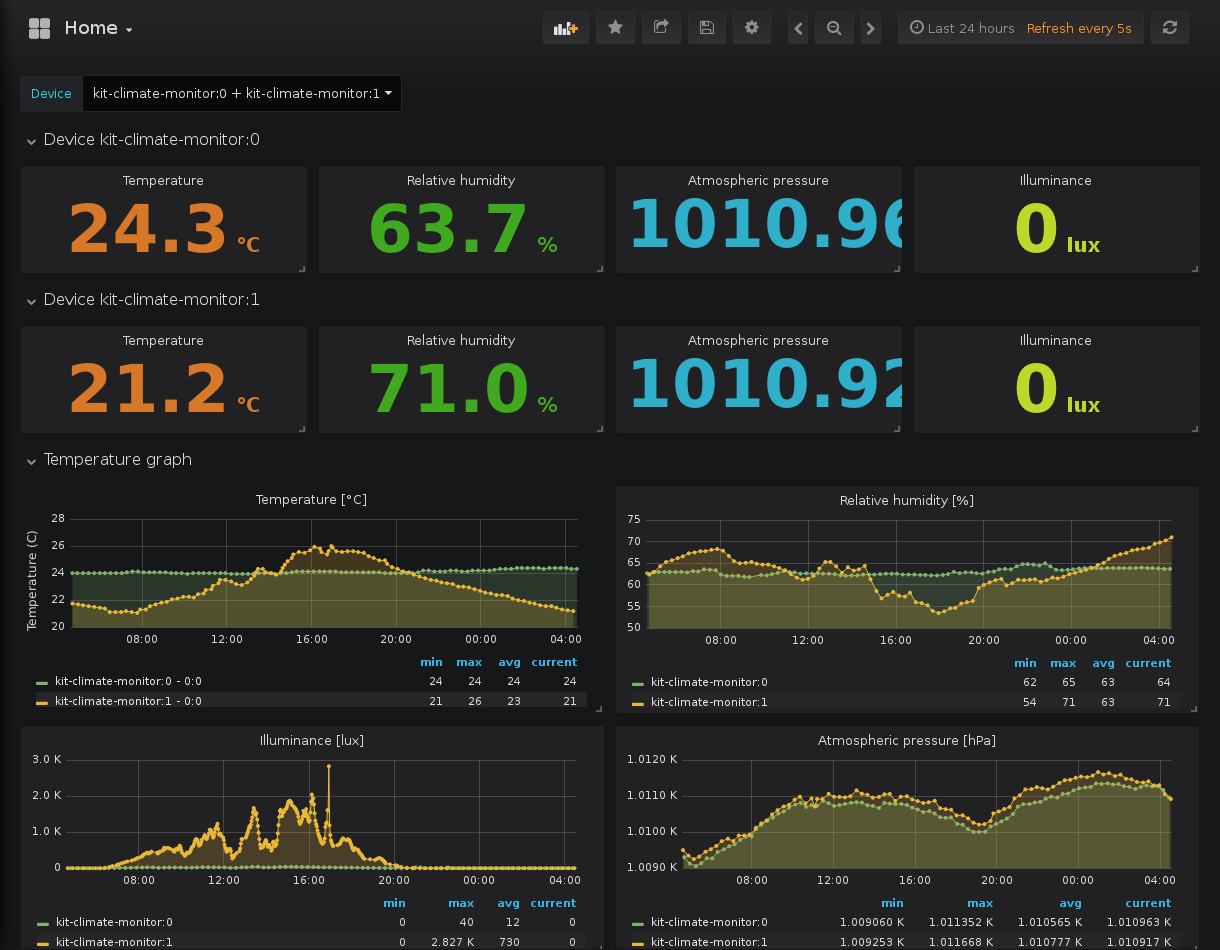 Home
Last 24 hours Refresh every 5s
Device kit-climate-monitor:0 + kit-climate-monitor:1
Device kit-climate-monitor:0
Temperature Relative humidity Atmospheric pressure Illuminance
24.3 °C 63.7 % 1010.96 0 lux
Device kit-climate-monitor:1
Temperature Relative humidity Atmospheric pressure Illuminance
21.2 °C 71.0 % 1010.92 0 lux
Temperature graph
Temperature [°C]
Temperature (C)
28
26
24
22
20
08:00 12:00 16:00 20:00 00:00 04:00
min max avg current
kit-climate-monitor:0 - 0:0 24 24 24 24
kit-climate-monitor:1 - 0:0 21 26 23 21
Relative humidity [%]
75
70
65
60
55
50
08:00 12:00 16:00 20:00 00:00 04:00
min max avg current
kit-climate-monitor:0 62 65 63 64
kit-climate-monitor:1 54 71 63 71
Illuminance [lux]
3.0 K
2.0 K
1.0 K
0
08:00 12:00 16:00 20:00 00:00 04:00
min max avg current
kit-climate-monitor:0 0 40 12 0
kit-climate-monitor:1 0 2.827 K 730 0
Atmospheric pressure [hPa]
1.0120 K
1.0110 K
1.0100 K
1.0090 K
08:00 12:00 16:00 20:00 00:00 04:00
min max avg current
kit-climate-monitor:0 1.009060 K 1.011352 K 1.010565 K 1.010963 K
kit-climate-monitor:1 1.009253 K 1.011668 K 1.010777 K 1.010917 K